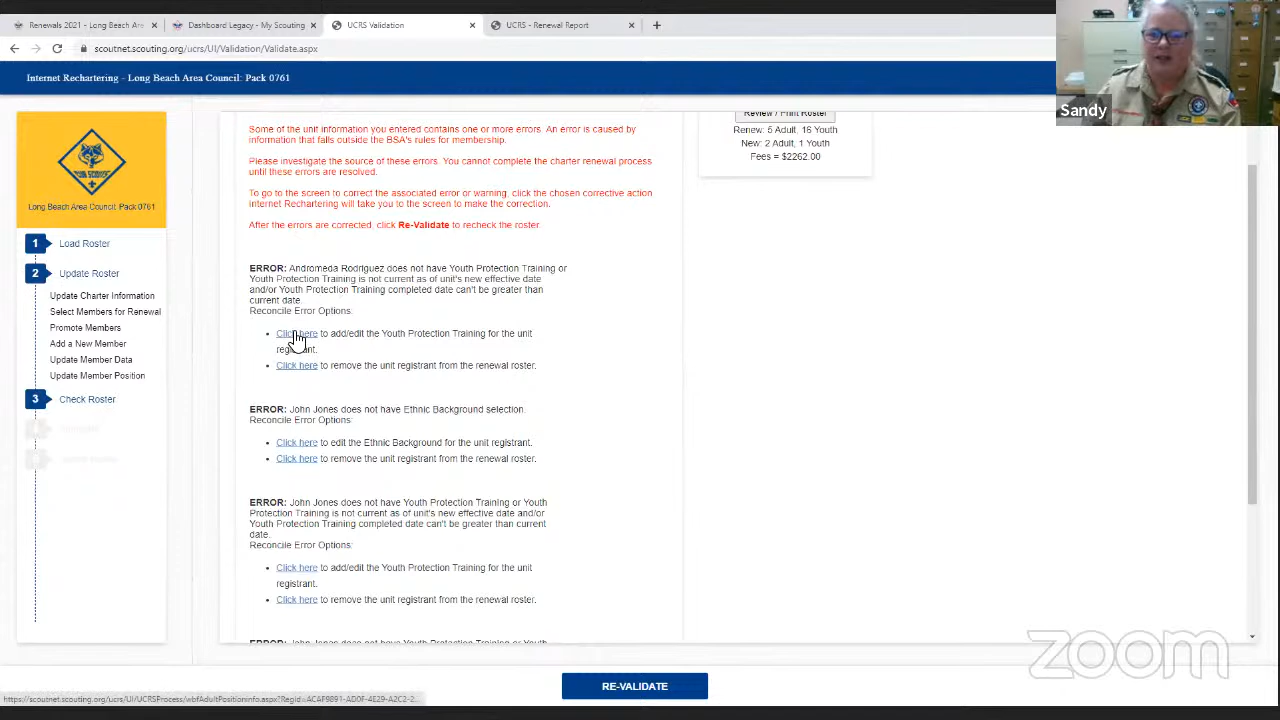 Renewals 2021 - Long Beach Are
Dashboard Legacy - My Scouting
UCRS Validation
UCRS - Renewal Report
scoutnet.scouting.org/ucrs/UI/Validation/Validate.aspx
Internet Rechartering - Long Beach Area Council: Pack 0761
Sandy
Long Beach Area Council: Pack 0761
1 Load Roster
2 Update Roster
Update Charter Information
Select Members for Renewal
Promote Members
Add a New Member
Update Member Data
Update Member Position
3 Check Roster
Some of the unit information you entered contains one or more errors. An error is caused by
information that falls outside the BSA's rules for membership.
Please investigate the source of these errors. You cannot complete the charter renewal process
until these errors are resolved.
To go to the screen to correct the associated error or warning, click the chosen corrective action
Internet Rechartering will take you to the screen to make the correction.
After the errors are corrected, click Re-Validate to recheck the roster
ERROR: Andromeda Rodriguez does not have Youth Protection Training or
Youth Protection Training is not current as of unit's new effective date
and/or Youth Protection Training completed date can't be greater than
current date.
Reconcile Error Options:
• Click here to add/edit the Youth Protection Training for the unit
registrant.
• Click here to remove the unit registrant from the renewal roster.
ERROR: John Jones does not have Ethnic Background selection.
Reconcile Error Options:
• Click here to edit the Ethnic Background for the unit registrant.
• Click here to remove the unit registrant from the renewal roster.
ERROR: John Jones does not have Youth Protection Training or Youth
Protection Training is not current as of unit's new effective date and/or
Youth Protection Training completed date can't be greater than current
date.
Reconcile Error Options:
• Click here to add/edit the Youth Protection Training for the unit
registrant.
• Click here to remove the unit registrant from the renewal roster.
ERROR: John Jones does not have Youth Protection Training or Youth
Review / Print Roster
Renew: 5 Adult, 16 Youth
New: 2 Adult, 1 Youth
Fees = $2262.00
RE-VALIDATE
zoom